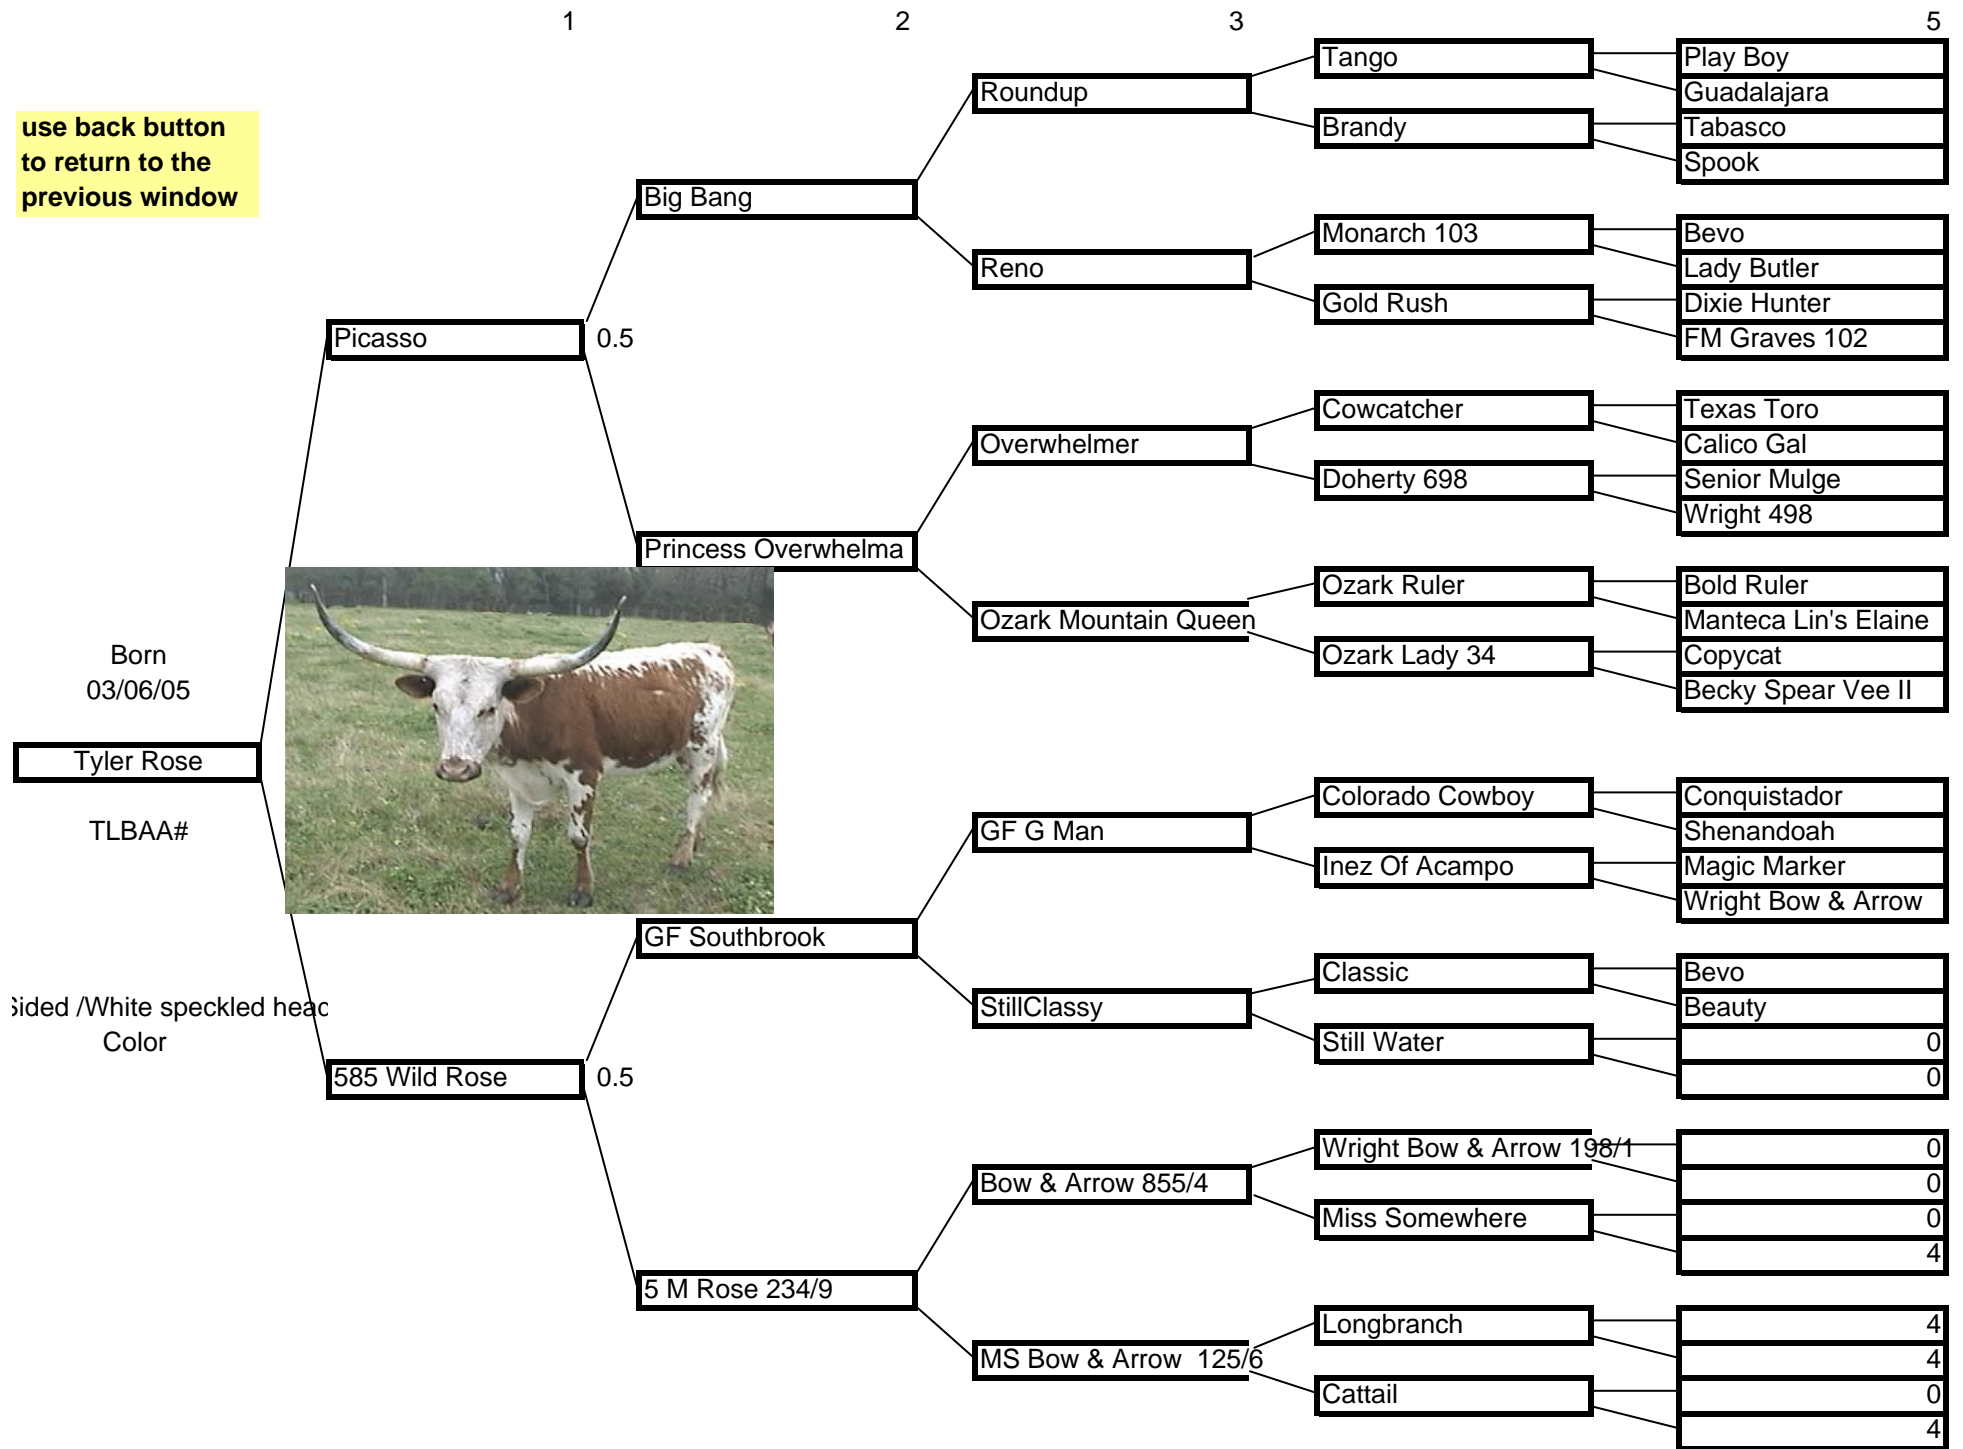 1 2 3 5
use back button
to return to the
previous window
Born
03/06/05
Tyler Rose
TLBAA#
Sided /White speckled head
Color
Picasso 0.5
585 Wild Rose 0.5
Big Bang
Princess Overwhelma
GF Southbrook
5 M Rose 234/9
Roundup
Reno
Overwhelmer
Ozark Mountain Queen
GF G Man
StillClassy
Bow & Arrow 855/4
MS Bow & Arrow 125/6
Tango
Brandy
Monarch 103
Gold Rush
Cowcatcher
Doherty 698
Ozark Ruler
Ozark Lady 34
Colorado Cowboy
Inez Of Acampo
Classic
Still Water
Wright Bow & Arrow 198/1
Miss Somewhere
Longbranch
Cattail
Play Boy
Guadalajara
Tabasco
Spook
Bevo
Lady Butler
Dixie Hunter
FM Graves 102
Texas Toro
Calico Gal
Senior Mulge
Wright 498
Bold Ruler
Manteca Lin's Elaine
Copycat
Becky Spear Vee II
Conquistador
Shenandoah
Magic Marker
Wright Bow & Arrow
Bevo
Beauty
0
0
0
0
0
4
4
4
0
4